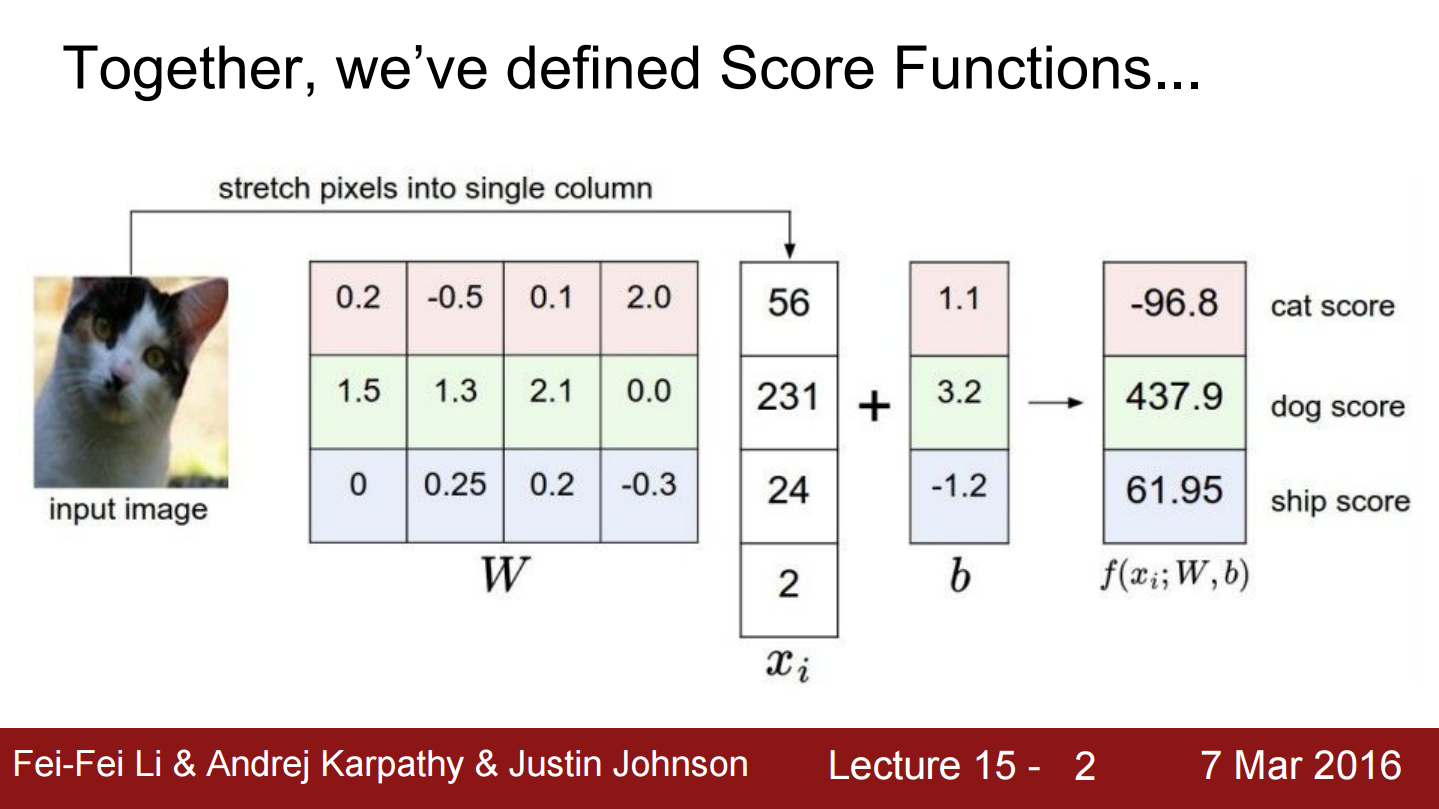 Together, we’ve defined Score Functions...
stretch pixels into single column
input image
0.2 -0.5 0.1 2.0
1.5 1.3 2.1 0.0
0 0.25 0.2 -0.3
W
56
231
24
2
xᵢ
+
1.1
3.2
-1.2
b
-96.8 cat score
437.9 dog score
61.95 ship score
f(xᵢ; W, b)
Fei-Fei Li & Andrej Karpathy & Justin Johnson Lecture 15 - 2 7 Mar 2016